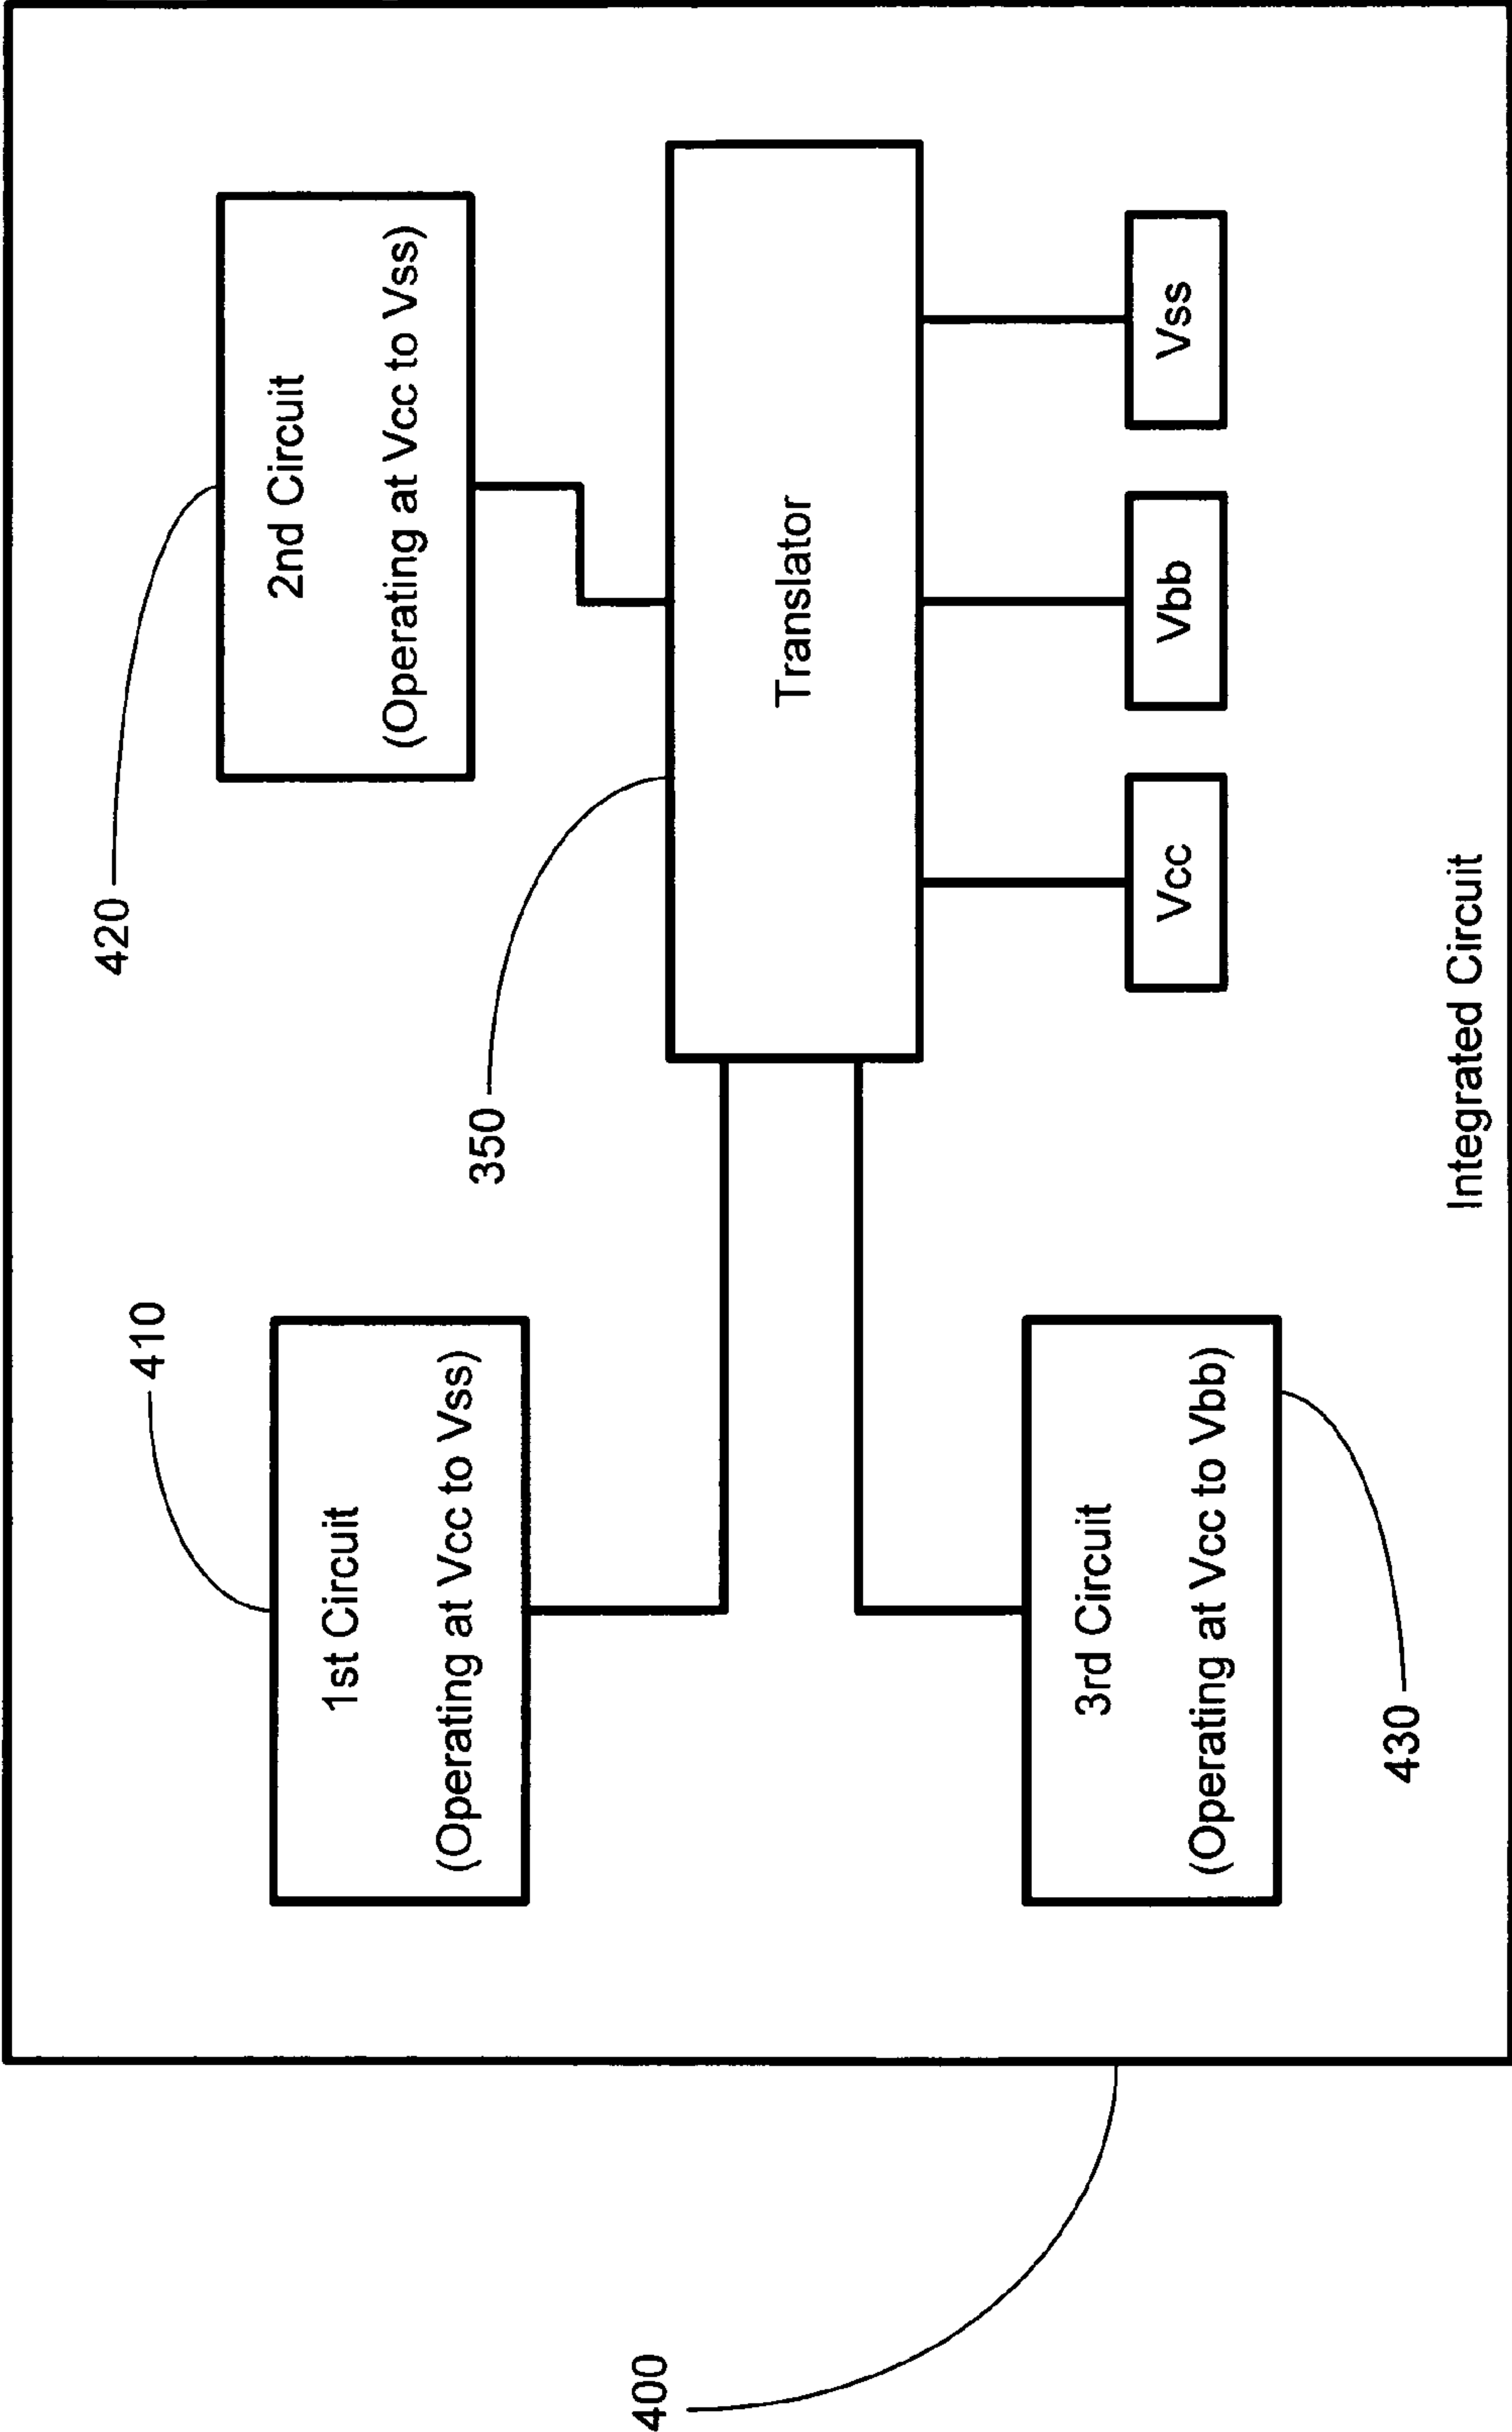 420
2nd Circuit
(Operating at Vcc to Vss)
410
1st Circuit
(Operating at Vcc to Vss)
350
Translator
400
3rd Circuit
(Operating at Vcc to Vbb)
430
Vcc
Vbb
Vss
Integrated Circuit